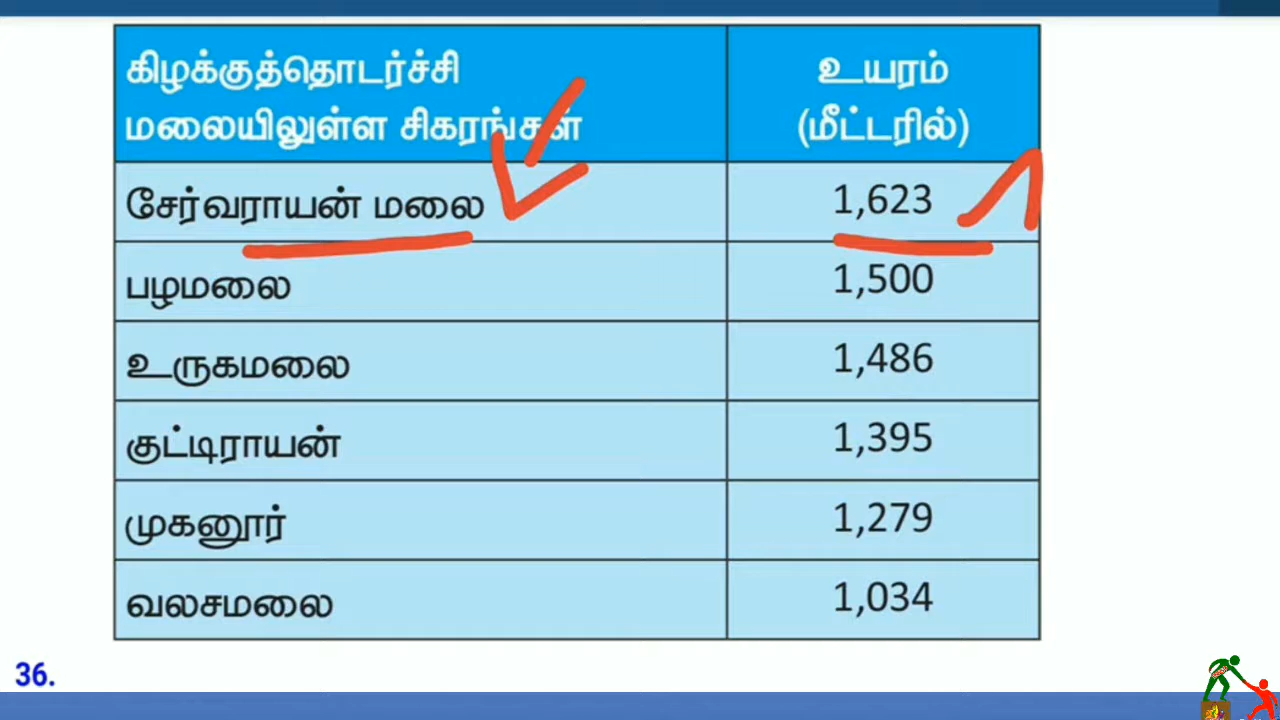 கிழக்குத்தொடர்ச்சி
மலையிலுள்ள சிகரங்கள்
உயரம்
(மீட்டரில்)
சேர்வராயன் மலை 1,623
பழமலை 1,500
உருகமலை 1,486
குட்டிராயன் 1,395
முகனூர் 1,279
வலசமலை 1,034
36.